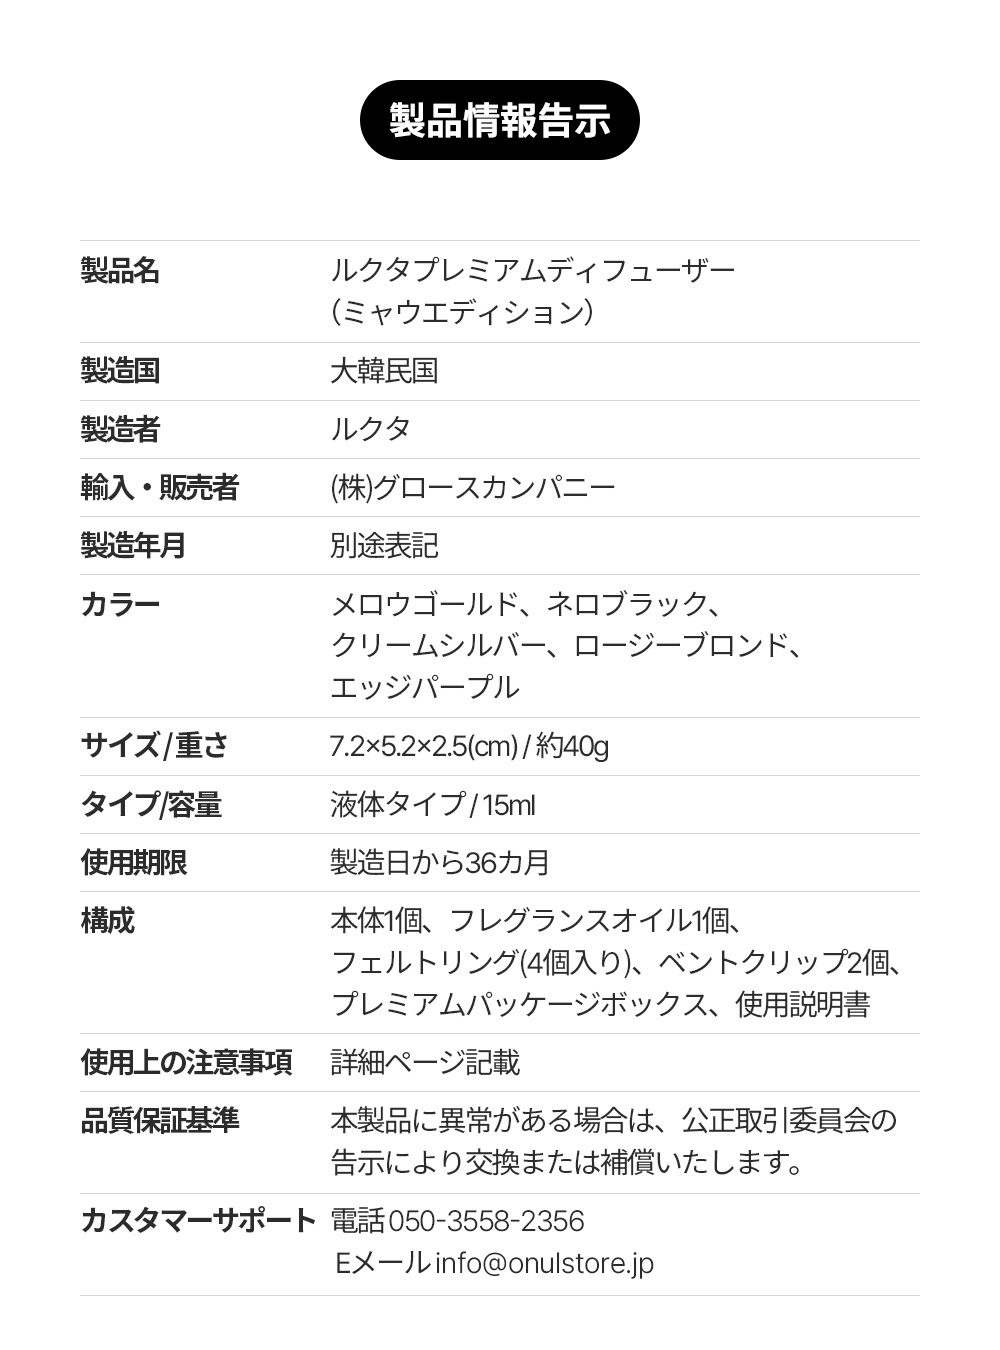 製品情報告示
製品名 ルクタプレミアムディフューザー
（ミャウエディション）
製造国 大韓民国
製造者 ルクタ
輸入・販売者 (株)グロースカンパニー
製造年月 別途表記
カラー メロウゴールド、ネロブラック、
クリームシルバー、ロージーブロンド、
エッジパープル
サイズ/重さ 7.2×5.2×2.5(cm) / 約40g
タイプ/容量 液体タイプ / 15ml
使用期限 製造日から36カ月
構成 本体1個、フレグランスオイル1個、
フェルトリング(4個入り)、ベントクリップ2個、
プレミアムパッケージボックス、使用説明書
使用上の注意事項 詳細ページ記載
品質保証基準 本製品に異常がある場合は、公正取引委員会の
告示により交換または補償いたします。
カスタマーサポート 電話 050-3558-2356
Eメール info@onulstore.jp